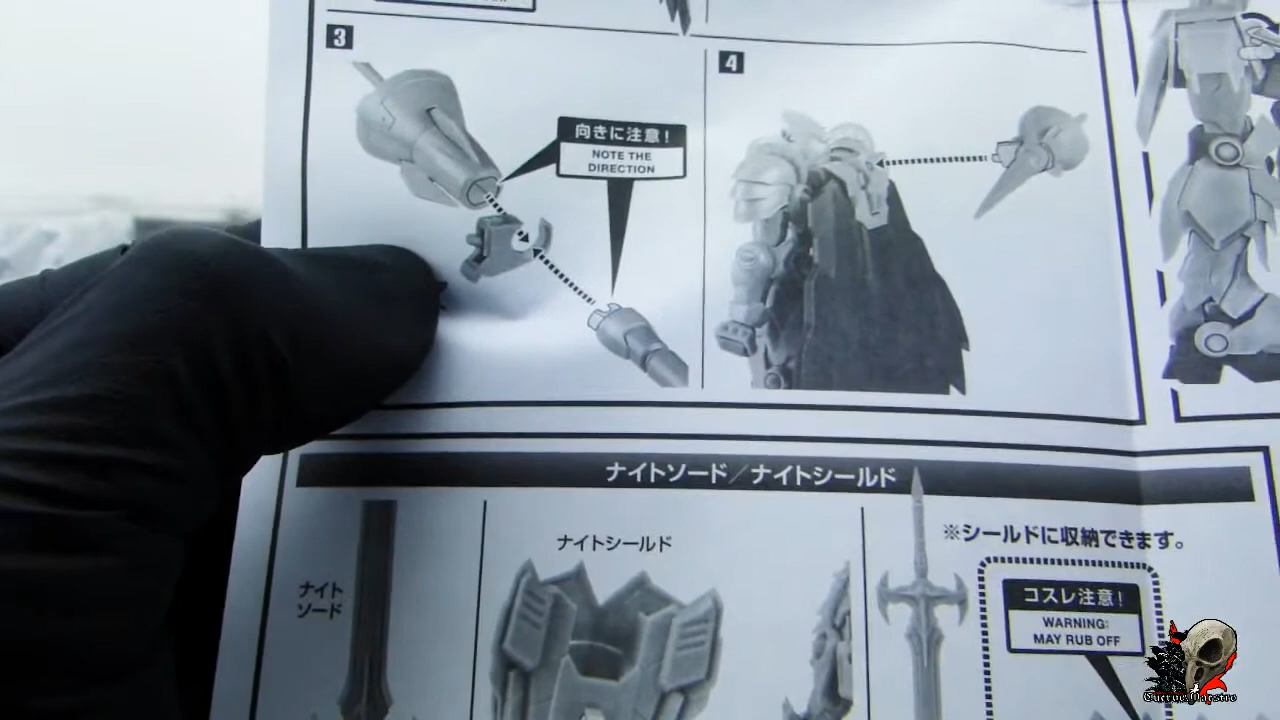 3
向きに注意!
NOTE THE
DIRECTION
4
ナイトソード/ナイトシールド
ナイト
ソード
ナイトシールド
※シールドに収納できます。
コスレ注意!
WARNING:
MAY RUB OFF